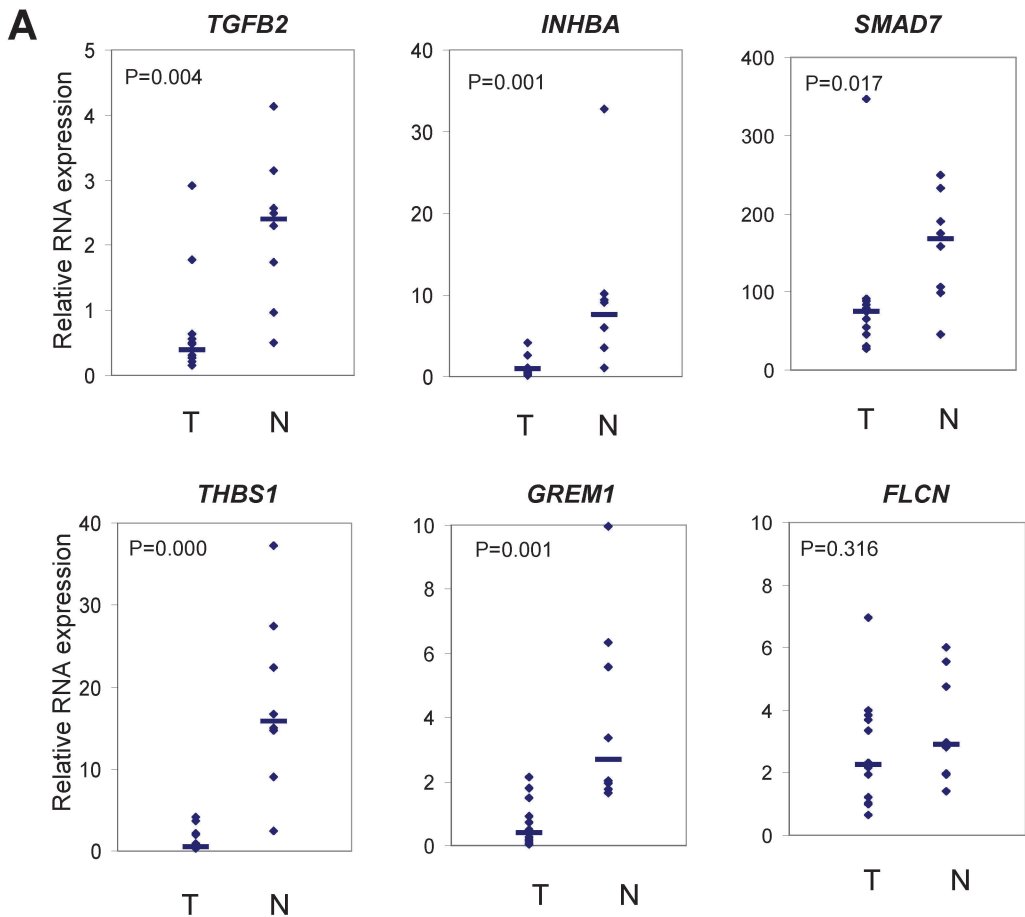 A
TGFB2
INHBA
SMAD7
Relative RNA expression
5
4
3
2
1
0
P=0.004
T N
40
30
20
10
0
P=0.001
T N
400
300
200
100
0
P=0.017
T N
THBS1
GREM1
FLCN
Relative RNA expression
40
30
20
10
0
P=0.000
T N
10
8
6
4
2
0
P=0.001
T N
10
8
6
4
2
0
P=0.316
T N